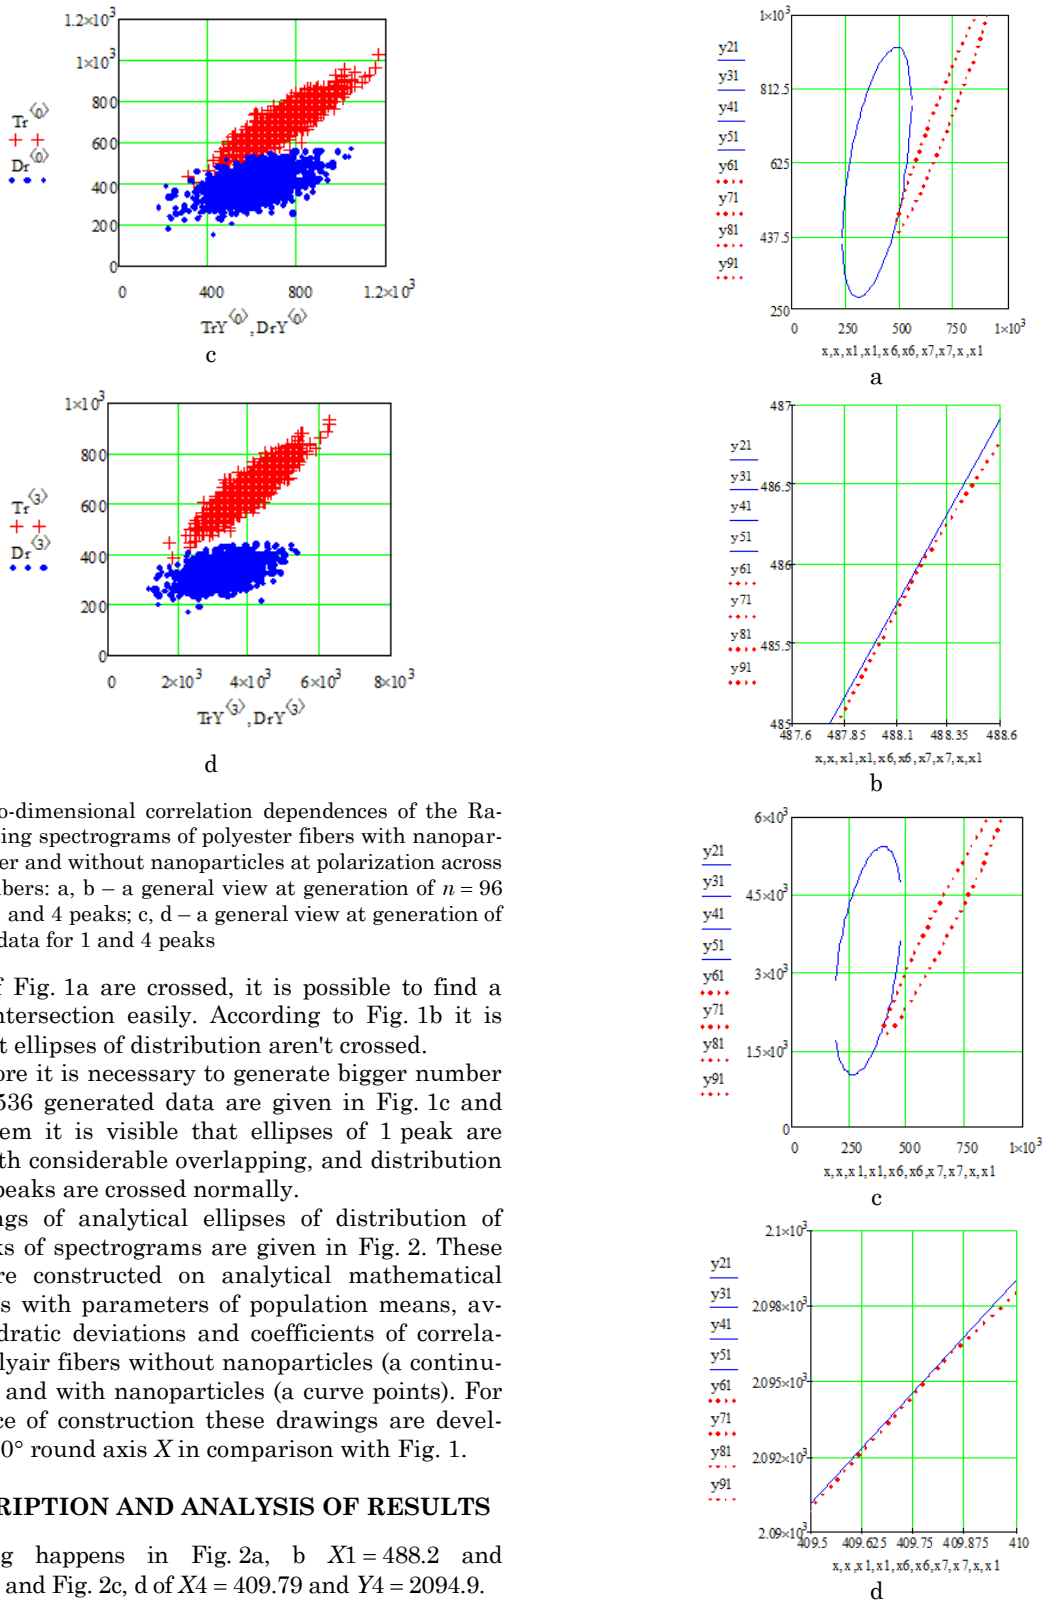 1.2×10³
1×10³
800
600
400
200
0
Tr⟨0⟩
Dr⟨0⟩
0 400 800 1.2×10³
TrY⟨0⟩, DrY⟨0⟩
c
1×10³
800
600
400
200
0
Tr⟨3⟩
Dr⟨3⟩
0 2×10³ 4×10³ 6×10³ 8×10³
TrY⟨3⟩, DrY⟨3⟩
d
o-dimensional correlation dependences of the Ra-
ing spectrograms of polyester fibers with nanopar-
er and without nanoparticles at polarization across
ibers: a, b – a general view at generation of n = 96
and 4 peaks; c, d – a general view at generation of
data for 1 and 4 peaks
f Fig. 1a are crossed, it is possible to find a
ntersection easily. According to Fig. 1b it is
t ellipses of distribution aren't crossed.
ore it is necessary to generate bigger number
536 generated data are given in Fig. 1c and
em it is visible that ellipses of 1 peak are
th considerable overlapping, and distribution
peaks are crossed normally.
ngs of analytical ellipses of distribution of
ks of spectrograms are given in Fig. 2. These
re constructed on analytical mathematical
s with parameters of population means, av-
dratic deviations and coefficients of correla-
lyair fibers without nanoparticles (a continu-
and with nanoparticles (a curve points). For
ce of construction these drawings are devel-
0° round axis X in comparison with Fig. 1.
RIPTION AND ANALYSIS OF RESULTS
g happens in Fig. 2a, b X1 = 488.2 and
and Fig. 2c, d of X4 = 409.79 and Y4 = 2094.9.
1×10³
812.5
625
437.5
250
y21
y31
y41
y51
y61
y71
y81
y91
0 250 500 750 1×10³
x,x,x1,x1,x6,x6,x7,x7,x,x1
a
487
486.5
486
485.5
485
y21
y31
y41
y51
y61
y71
y81
y91
487.6 487.85 488.1 488.35 488.6
x,x,x1,x1,x6,x6,x7,x7,x,x1
b
6×10³
4.5×10³
3×10³
1.5×10³
0
y21
y31
y41
y51
y61
y71
y81
y91
0 250 500 750 1×10³
x,x,x1,x1,x6,x6,x7,x7,x,x1
c
2.1×10³
2.098×10³
2.095×10³
2.092×10³
2.09×10³
y21
y31
y41
y51
y61
y71
y81
y91
409.5 409.625 409.75 409.875 410
x,x,x1,x1,x6,x6,x7,x7,x,x1
d